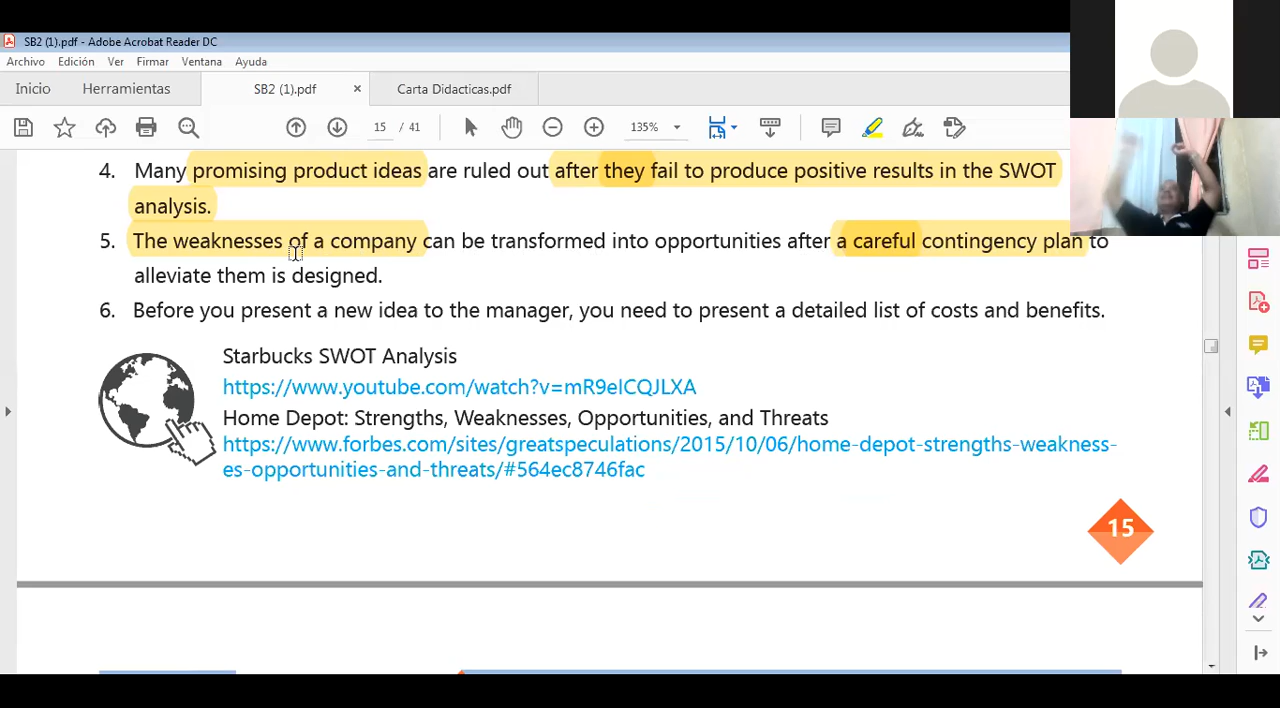 SB2 (1).pdf - Adobe Acrobat Reader DC
Archivo Edición Ver Firmar Ventana Ayuda
Inicio Herramientas SB2 (1).pdf × Carta Didacticas.pdf
15 / 41 135%
4. Many promising product ideas are ruled out after they fail to produce positive results in the SWOT
analysis.
5. The weaknesses of a company can be transformed into opportunities after a careful contingency plan to
alleviate them is designed.
6. Before you present a new idea to the manager, you need to present a detailed list of costs and benefits.
Starbucks SWOT Analysis
https://www.youtube.com/watch?v=mR9eICQJLXA
Home Depot: Strengths, Weaknesses, Opportunities, and Threats
https://www.forbes.com/sites/greatspeculations/2015/10/06/home-depot-strengths-weakness-
es-opportunities-and-threats/#564ec8746fac
15